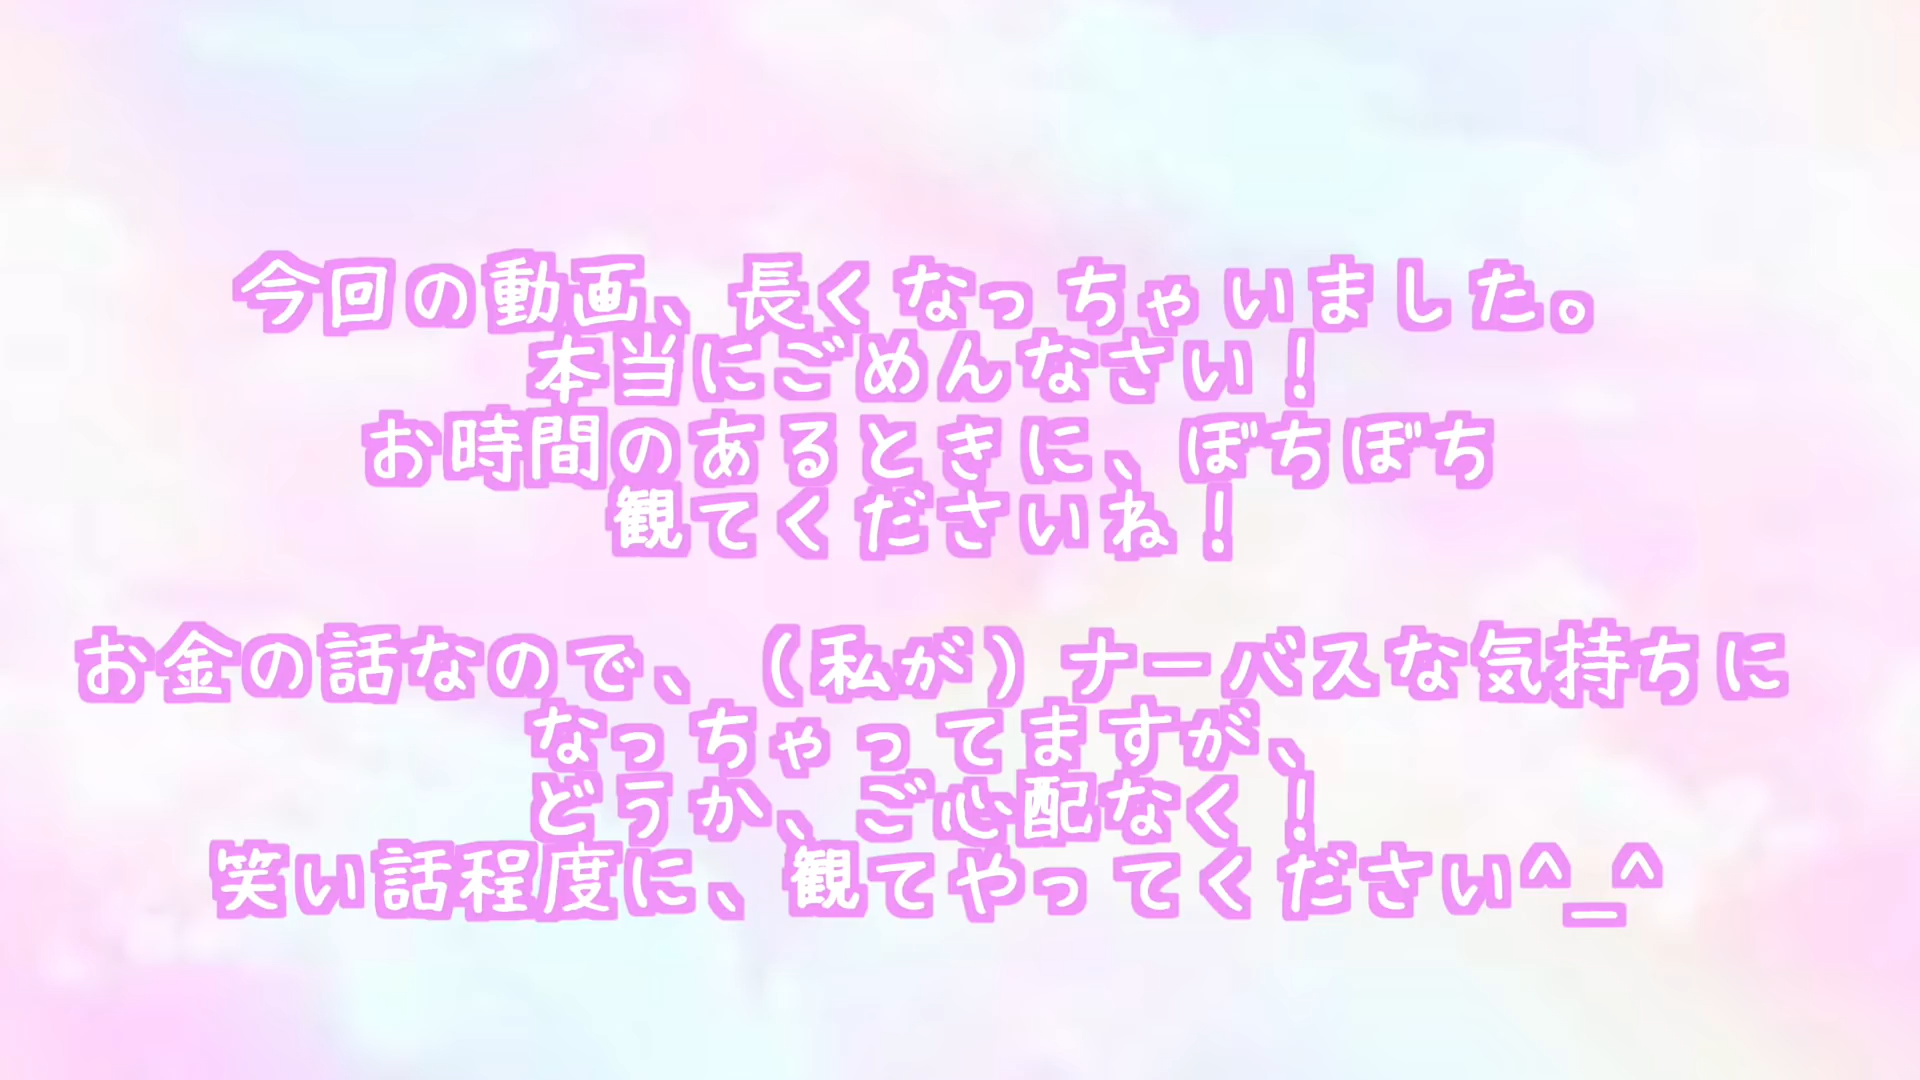 今回の動画、長くなっちゃいました。
本当にごめんなさい！
お時間のあるときに、ぼちぼち
観てくださいね！
お金の話なので、（私が）ナーバスな気持ちに
なっちゃってますが、
どうか、ご心配なく！
笑い話程度に、観てやってください^_^